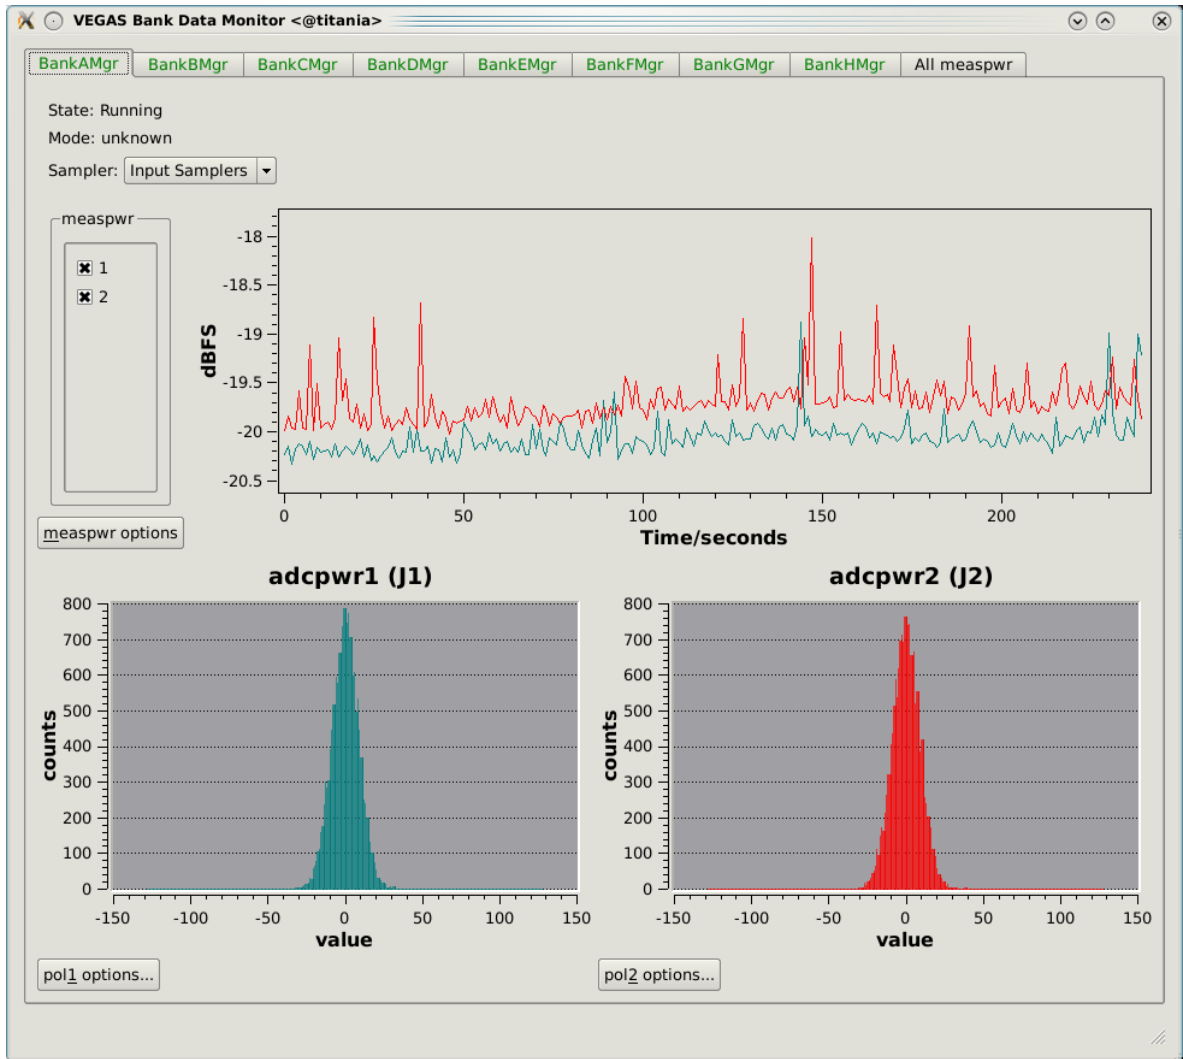 VEGAS Bank Data Monitor <@titania>
BankAMgr BankBMgr BankCMgr BankDMgr BankEMgr BankFMgr BankGMgr BankHMgr All measpwr
State: Running
Mode: unknown
Sampler: Input Samplers
measpwr
1
2
measpwr options
dBFS
-18
-18.5
-19
-19.5
-20
-20.5
0 50 100 150 200
Time/seconds
adcpwr1 (J1)
counts
800
700
600
500
400
300
200
100
0
-150 -100 -50 0 50 100 150
value
pol1 options...
adcpwr2 (J2)
counts
800
700
600
500
400
300
200
100
0
-150 -100 -50 0 50 100 150
value
pol2 options...